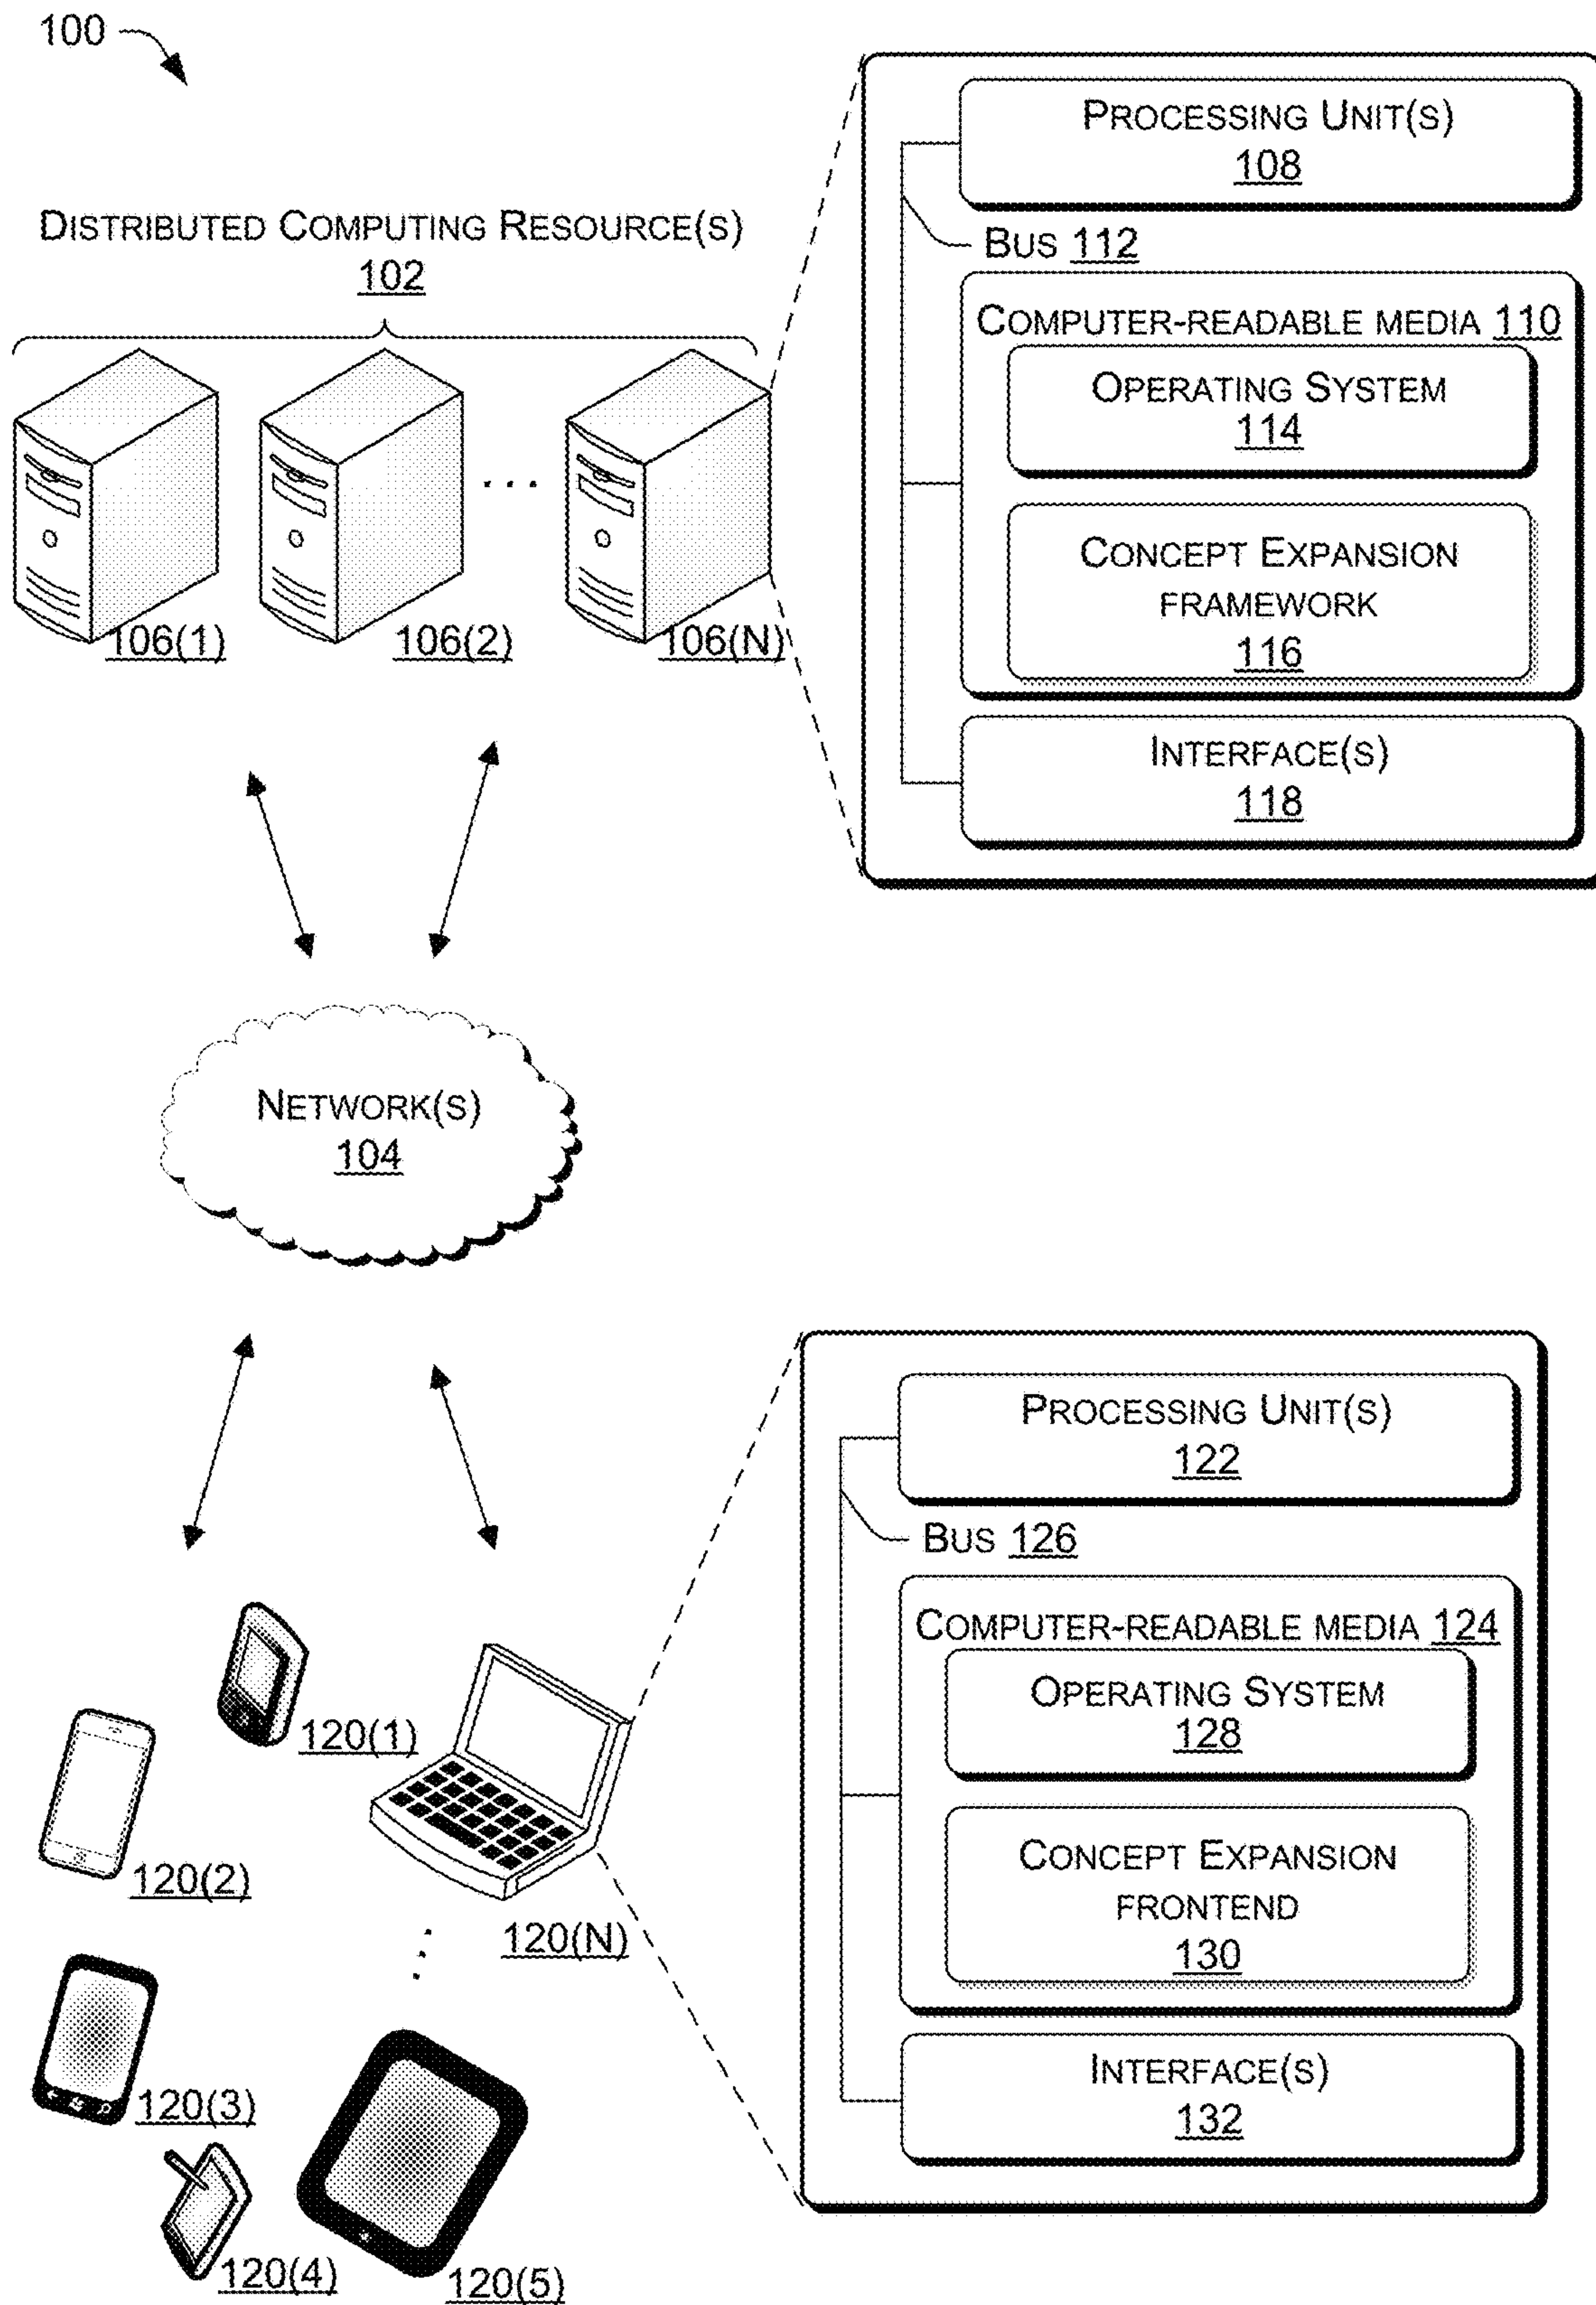 100
DISTRIBUTED COMPUTING RESOURCE(S)
102
106(1)
106(2)
...
106(N)
PROCESSING UNIT(S)
108
BUS 112
COMPUTER-READABLE MEDIA 110
OPERATING SYSTEM
114
CONCEPT EXPANSION
FRAMEWORK
116
INTERFACE(S)
118
NETWORK(S)
104
120(1)
120(2)
120(N)
...
120(3)
120(4)
120(5)
PROCESSING UNIT(S)
122
BUS 126
COMPUTER-READABLE MEDIA 124
OPERATING SYSTEM
128
CONCEPT EXPANSION
FRONTEND
130
INTERFACE(S)
132